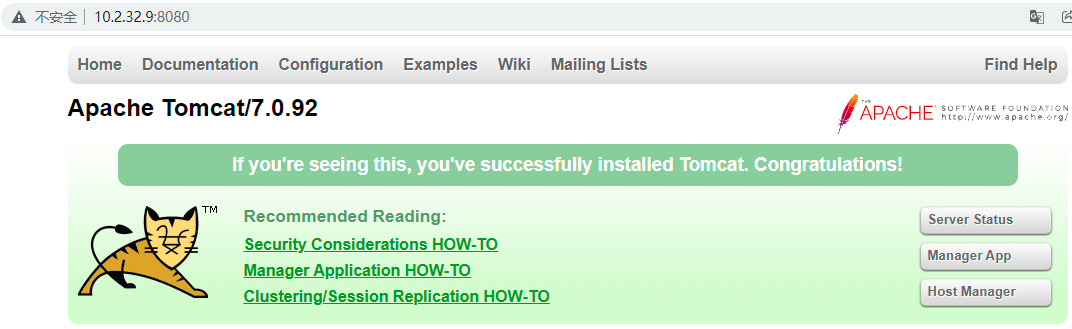 不安全 10.2.32.9:8080
Home Documentation Configuration Examples Wiki Mailing Lists Find Help
Apache Tomcat/7.0.92
THE APACHE SOFTWARE FOUNDATION
http://www.apache.org/
If you're seeing this, you've successfully installed Tomcat. Congratulations!
TM
Recommended Reading:
Security Considerations HOW-TO
Manager Application HOW-TO
Clustering/Session Replication HOW-TO
Server Status
Manager App
Host Manager